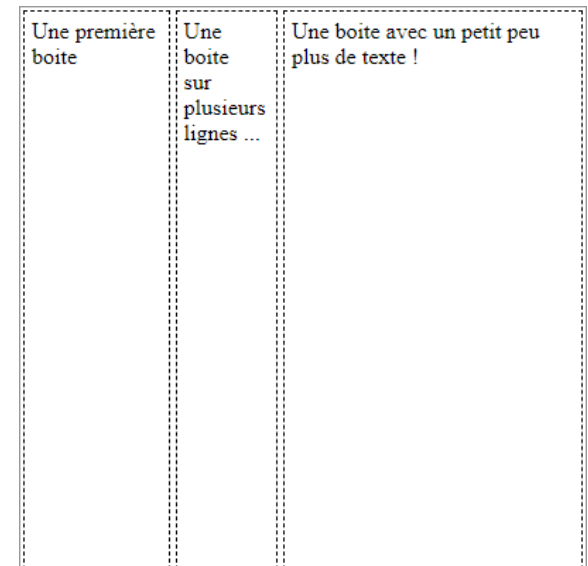 Une première
boite
Une
boite
sur
plusieurs
lignes ...
Une boite avec un petit peu
plus de texte !